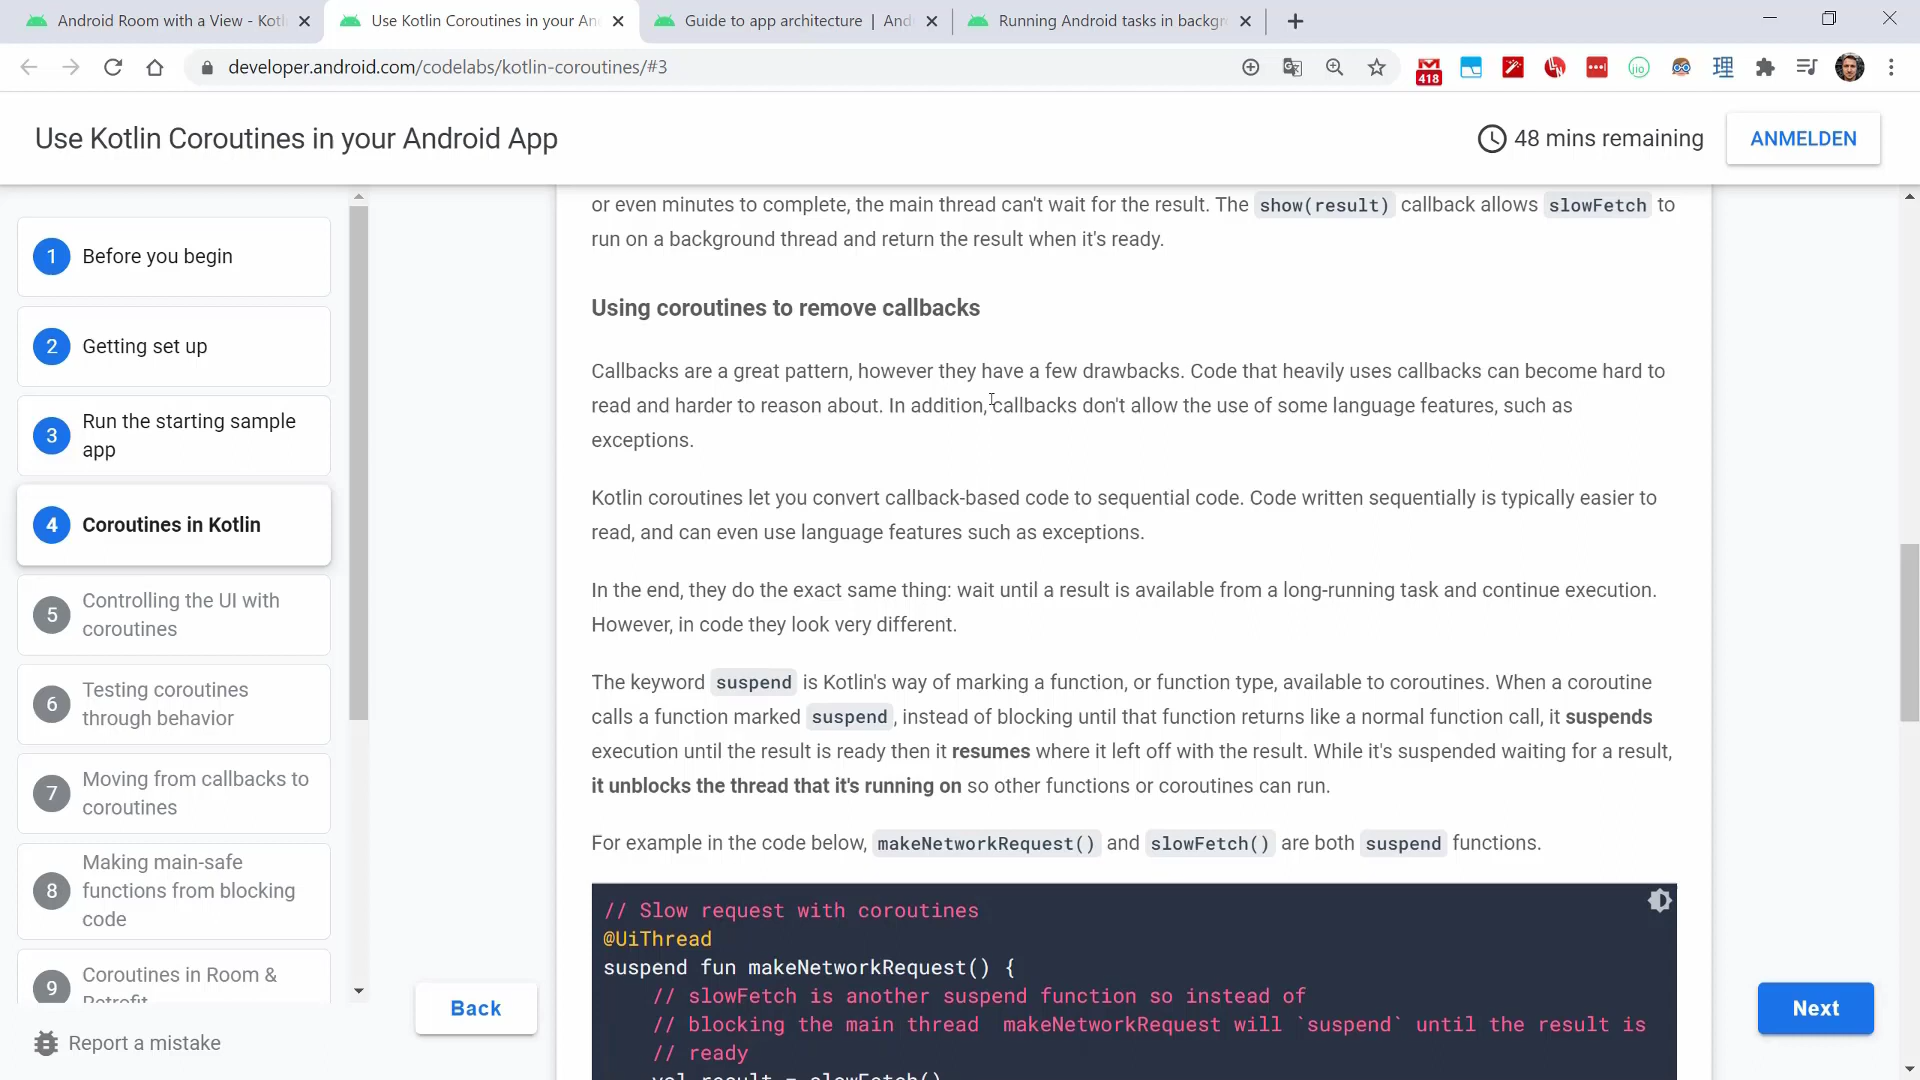 Android Room with a View - Kotl
Use Kotlin Coroutines in your An
Guide to app architecture | And
Running Android tasks in backgr
developer.android.com/codelabs/kotlin-coroutines/#3
418
jio
理
Use Kotlin Coroutines in your Android App
48 mins remaining
ANMELDEN
1 Before you begin
2 Getting set up
3 Run the starting sample
app
4 Coroutines in Kotlin
5 Controlling the UI with
coroutines
6 Testing coroutines
through behavior
7 Moving from callbacks to
coroutines
8 Making main-safe
functions from blocking
code
9 Coroutines in Room &
Retrofit
Report a mistake
or even minutes to complete, the main thread can't wait for the result. The show(result) callback allows slowFetch to
run on a background thread and return the result when it's ready.
Using coroutines to remove callbacks
Callbacks are a great pattern, however they have a few drawbacks. Code that heavily uses callbacks can become hard to
read and harder to reason about. In addition, callbacks don't allow the use of some language features, such as
exceptions.
Kotlin coroutines let you convert callback-based code to sequential code. Code written sequentially is typically easier to
read, and can even use language features such as exceptions.
In the end, they do the exact same thing: wait until a result is available from a long-running task and continue execution.
However, in code they look very different.
The keyword suspend is Kotlin's way of marking a function, or function type, available to coroutines. When a coroutine
calls a function marked suspend, instead of blocking until that function returns like a normal function call, it suspends
execution until the result is ready then it resumes where it left off with the result. While it's suspended waiting for a result,
it unblocks the thread that it's running on so other functions or coroutines can run.
For example in the code below, makeNetworkRequest() and slowFetch() are both suspend functions.
// Slow request with coroutines
@UiThread
suspend fun makeNetworkRequest() {
// slowFetch is another suspend function so instead of
// blocking the main thread  makeNetworkRequest will `suspend` until the result is
// ready
val result = slowFetch()
Back
Next